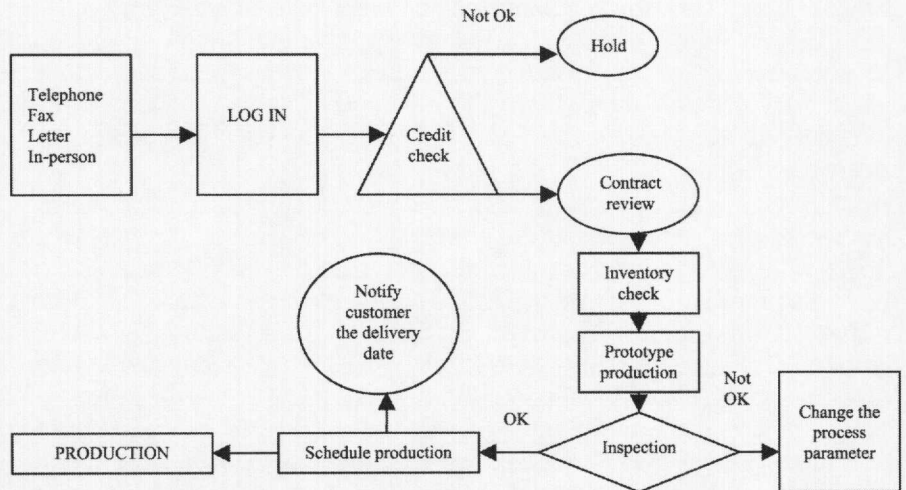 Not Ok
Hold
Telephone
Fax
Letter
In-person
LOG IN
Credit
check
Contract
review
Inventory
check
Notify
customer
the delivery
date
Prototype
production
Not
OK
Change the
process
parameter
OK
Inspection
Schedule production
PRODUCTION